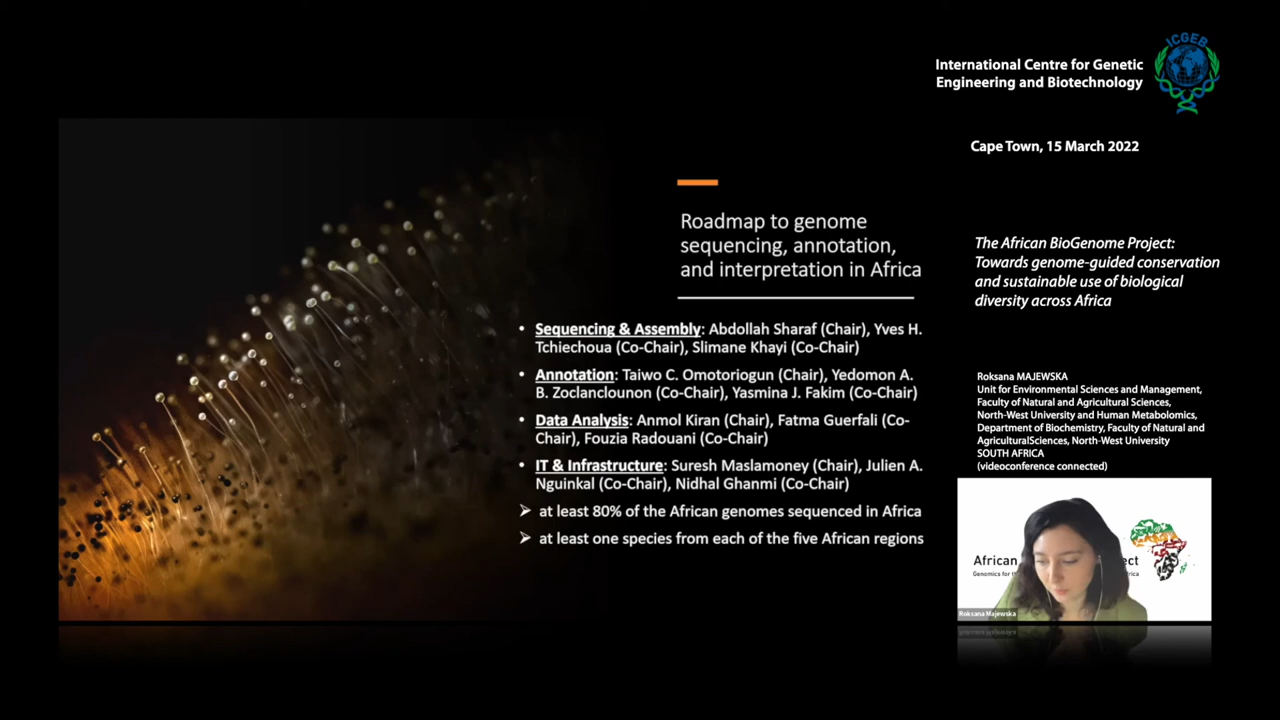 ICGEB
International Centre for Genetic
Engineering and Biotechnology
Cape Town, 15 March 2022
Roadmap to genome
sequencing, annotation,
and interpretation in Africa
• Sequencing & Assembly: Abdollah Sharaf (Chair), Yves H.
Tchiechoua (Co-Chair), Slimane Khayi (Co-Chair)
• Annotation: Taiwo C. Omotoriogun (Chair), Yedomon A.
B. Zoclanclounon (Co-Chair), Yasmina J. Fakim (Co-Chair)
• Data Analysis: Anmol Kiran (Chair), Fatma Guerfali (Co-
Chair), Fouzia Radouani (Co-Chair)
• IT & Infrastructure: Suresh Maslamoney (Chair), Julien A.
Nguinkal (Co-Chair), Nidhal Ghanmi (Co-Chair)
➢ at least 80% of the African genomes sequenced in Africa
➢ at least one species from each of the five African regions
The African BioGenome Project:
Towards genome-guided conservation
and sustainable use of biological
diversity across Africa
Roksana MAJEWSKA
Unit for Environmental Sciences and Management,
Faculty of Natural and Agricultural Sciences,
North-West University and Human Metabolomics,
Department of Biochemistry, Faculty of Natural and
AgriculturalSciences, North-West University
SOUTH AFRICA
(videoconference connected)
African ect
Genomics for rica
Roksana Majewska